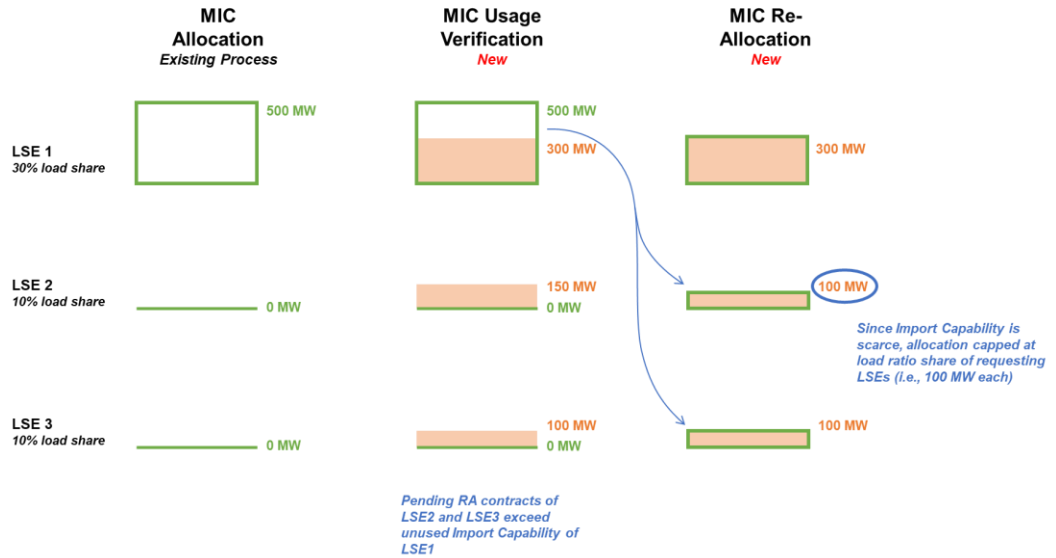 MIC
Allocation
Existing Process
MIC Usage
Verification
New
MIC Re-
Allocation
New
LSE 1
30% load share
500 MW
500 MW
300 MW
300 MW
LSE 2
10% load share
0 MW
150 MW
0 MW
100 MW
Since Import Capability is
scarce, allocation capped at
load ratio share of requesting
LSEs (i.e., 100 MW each)
LSE 3
10% load share
0 MW
100 MW
0 MW
100 MW
Pending RA contracts of
LSE2 and LSE3 exceed
unused Import Capability of
LSE1